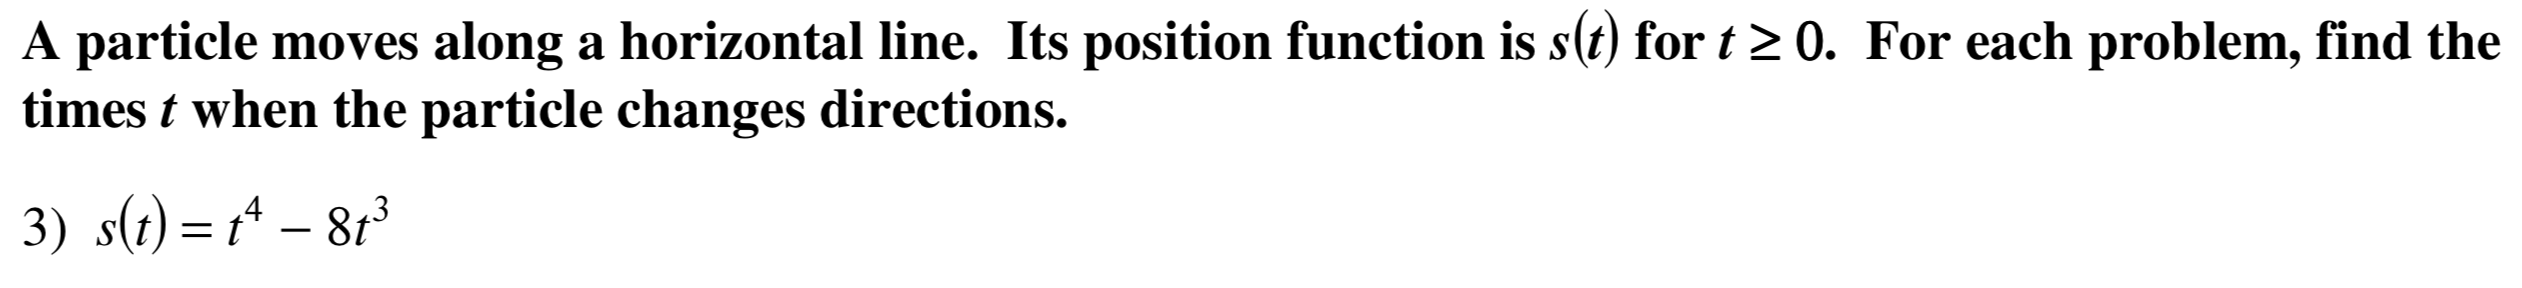 A particle moves along a horizontal line.  Its position function is s(t) for t ≥ 0.  For each problem, find the
times t when the particle changes directions.
3)  s(t) = t⁴ − 8t³